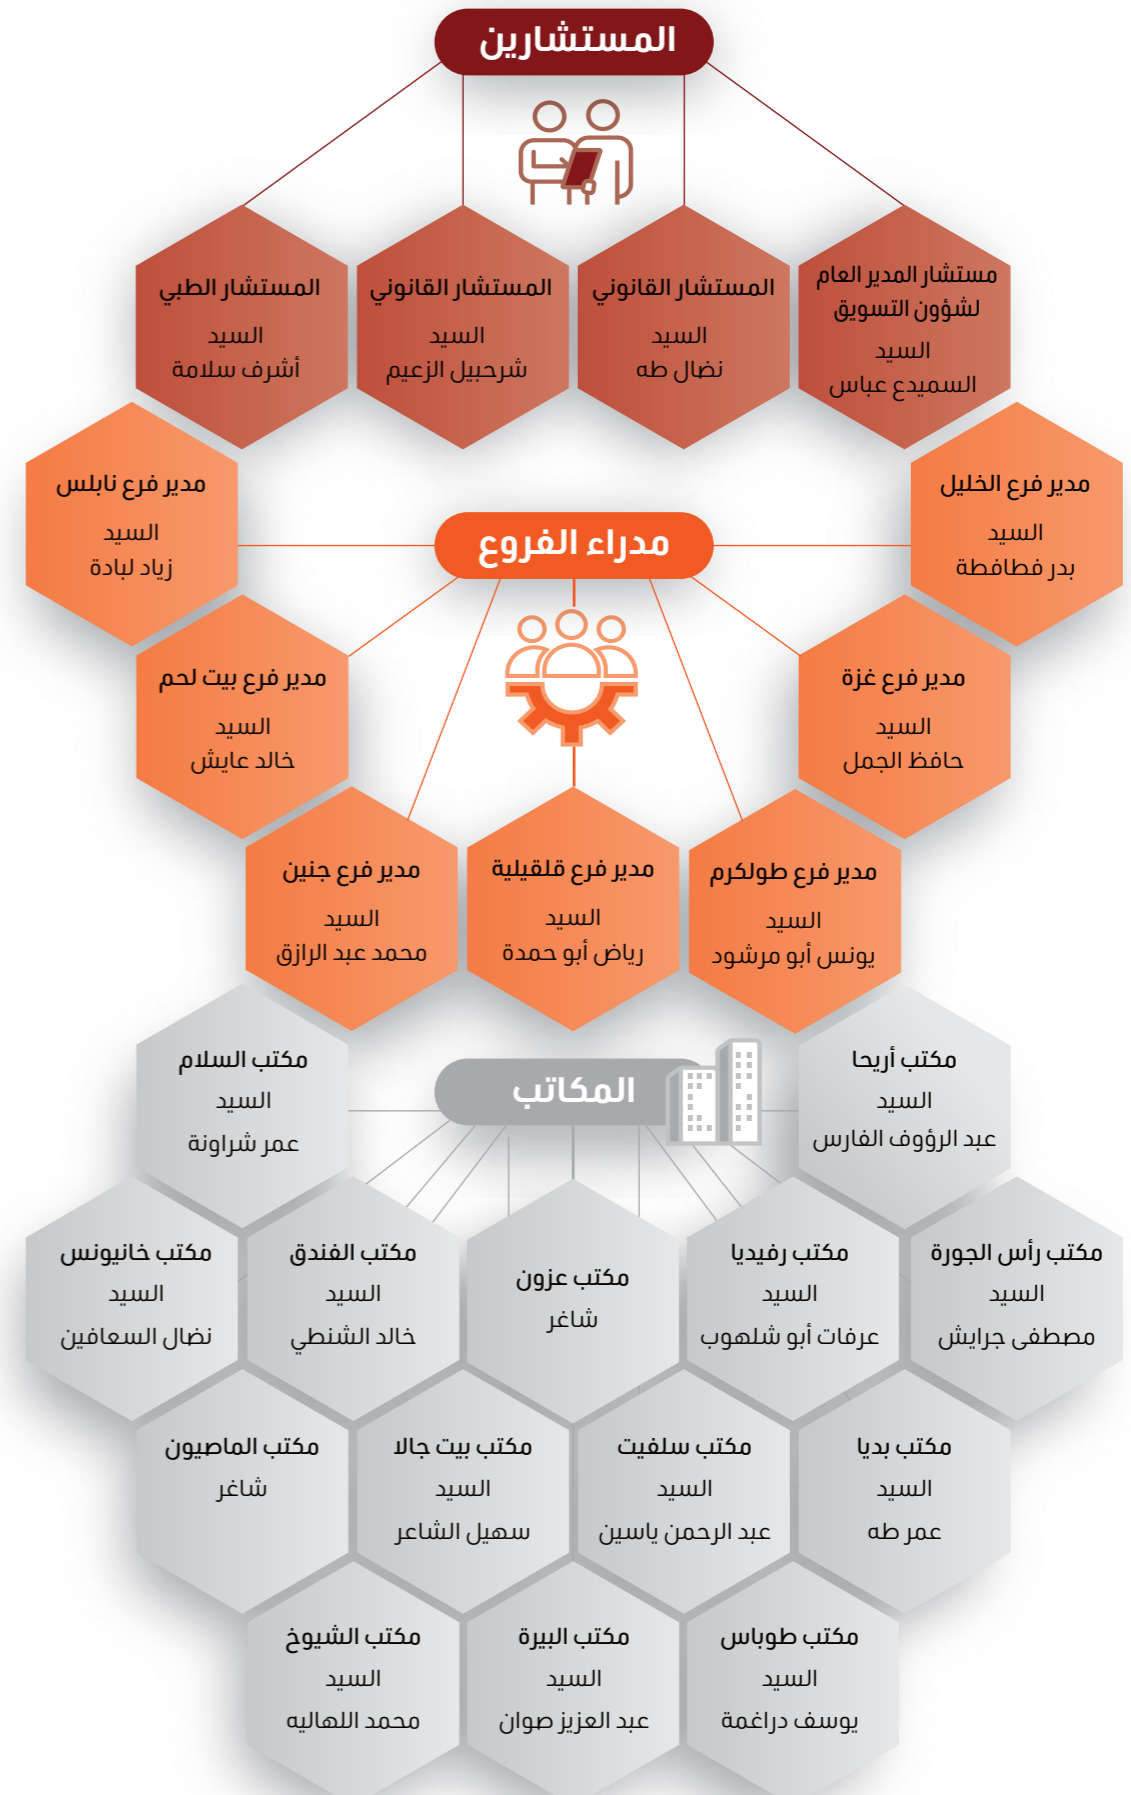 المستشارين
مستشار المدير العام
لشؤون التسويق
السيد
السميدع عباس
المستشار القانوني
السيد
نضال طه
المستشار القانوني
السيد
شرحبيل الزعيم
المستشار الطبي
السيد
أشرف سلامة
مدراء الفروع
مدير فرع الخليل
السيد
بدر فطافطة
مدير فرع نابلس
السيد
زياد لبادة
مدير فرع غزة
السيد
حافظ الجمل
مدير فرع بيت لحم
السيد
خالد عايش
مدير فرع طولكرم
السيد
يونس أبو مرشود
مدير فرع قلقيلية
السيد
رياض أبو حمدة
مدير فرع جنين
السيد
محمد عبد الرازق
المكاتب
مكتب أريحا
السيد
عبد الرؤوف الفارس
مكتب السلام
السيد
عمر شراونة
مكتب رأس الجورة
السيد
مصطفى جرايش
مكتب رفيديا
السيد
عرفات أبو شلهوب
مكتب عزون
شاغر
مكتب الفندق
السيد
خالد الشنطي
مكتب خانيونس
السيد
نضال السعافين
مكتب بديا
السيد
عمر طه
مكتب سلفيت
السيد
عبد الرحمن ياسين
مكتب بيت جالا
السيد
سهيل الشاعر
مكتب الماصيون
شاغر
مكتب طوباس
السيد
يوسف دراغمة
مكتب البيرة
السيد
عبد العزيز صوان
مكتب الشيوخ
السيد
محمد اللهاليه